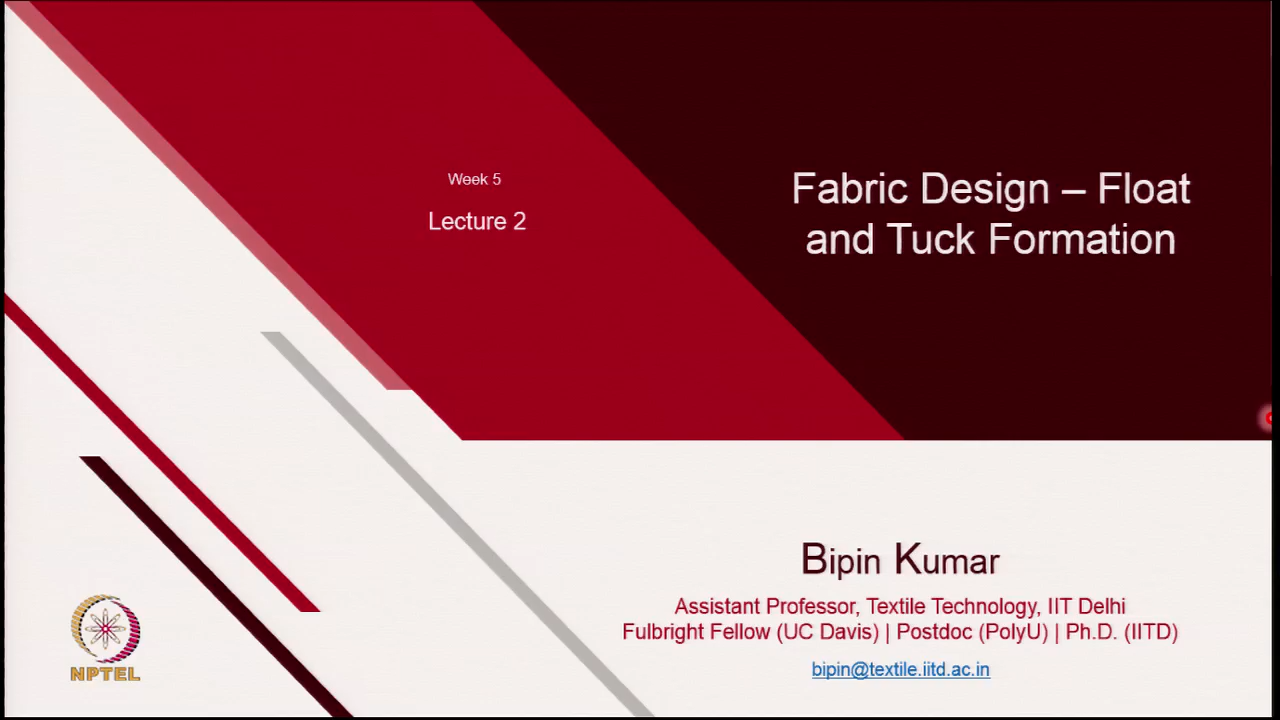 Week 5
Lecture 2
Fabric Design – Float
and Tuck Formation
Bipin Kumar
Assistant Professor, Textile Technology, IIT Delhi
Fulbright Fellow (UC Davis) | Postdoc (PolyU) | Ph.D. (IITD)
bipin@textile.iitd.ac.in
NPTEL